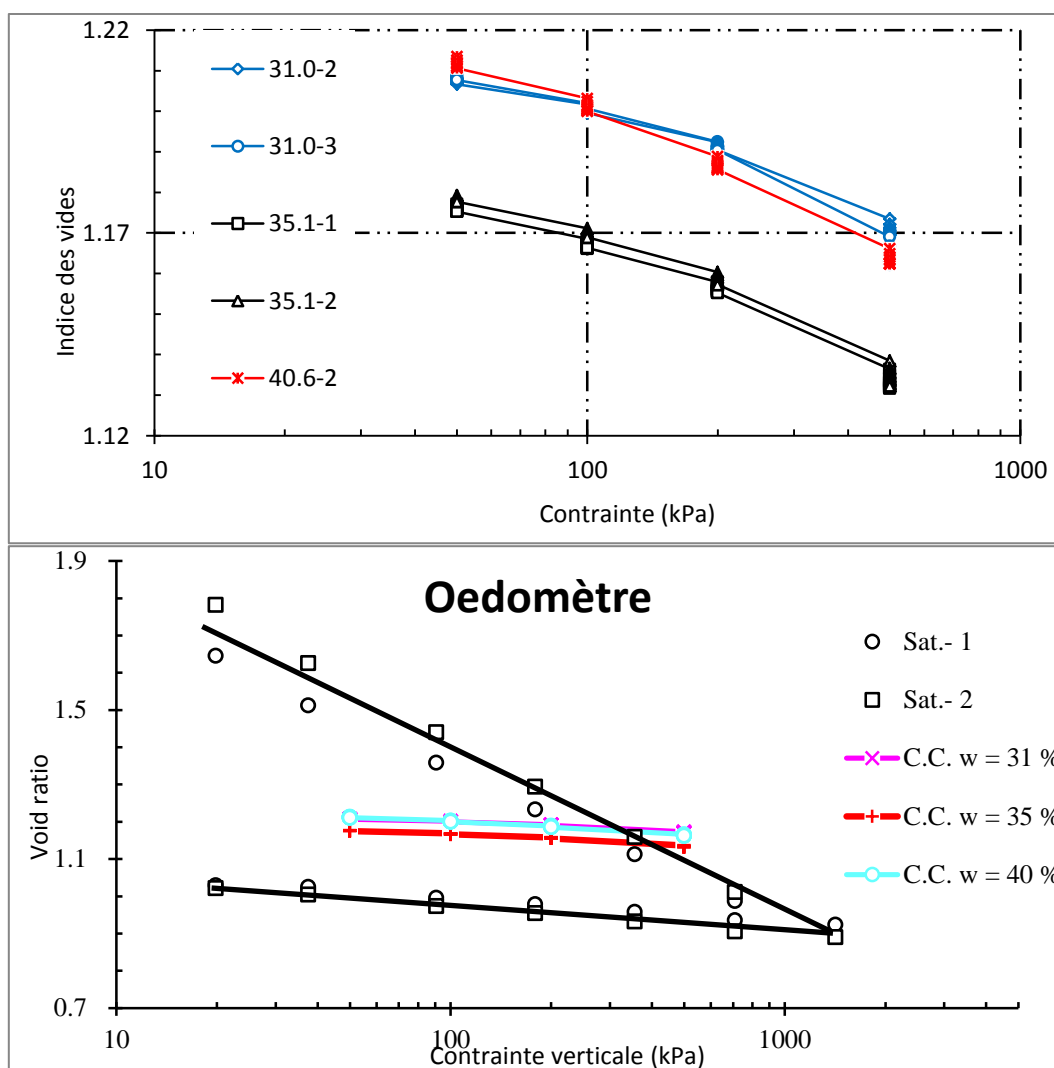 1.22
1.17
1.12
Indice des vides
31.0-2
31.0-3
35.1-1
35.1-2
40.6-2
10
100
1000
Contrainte (kPa)
1.9
1.5
1.1
0.7
Void ratio
Oedomètre
Sat.- 1
Sat.- 2
C.C. w = 31 %
C.C. w = 35 %
C.C. w = 40 %
10
100
1000
Contrainte verticale (kPa)